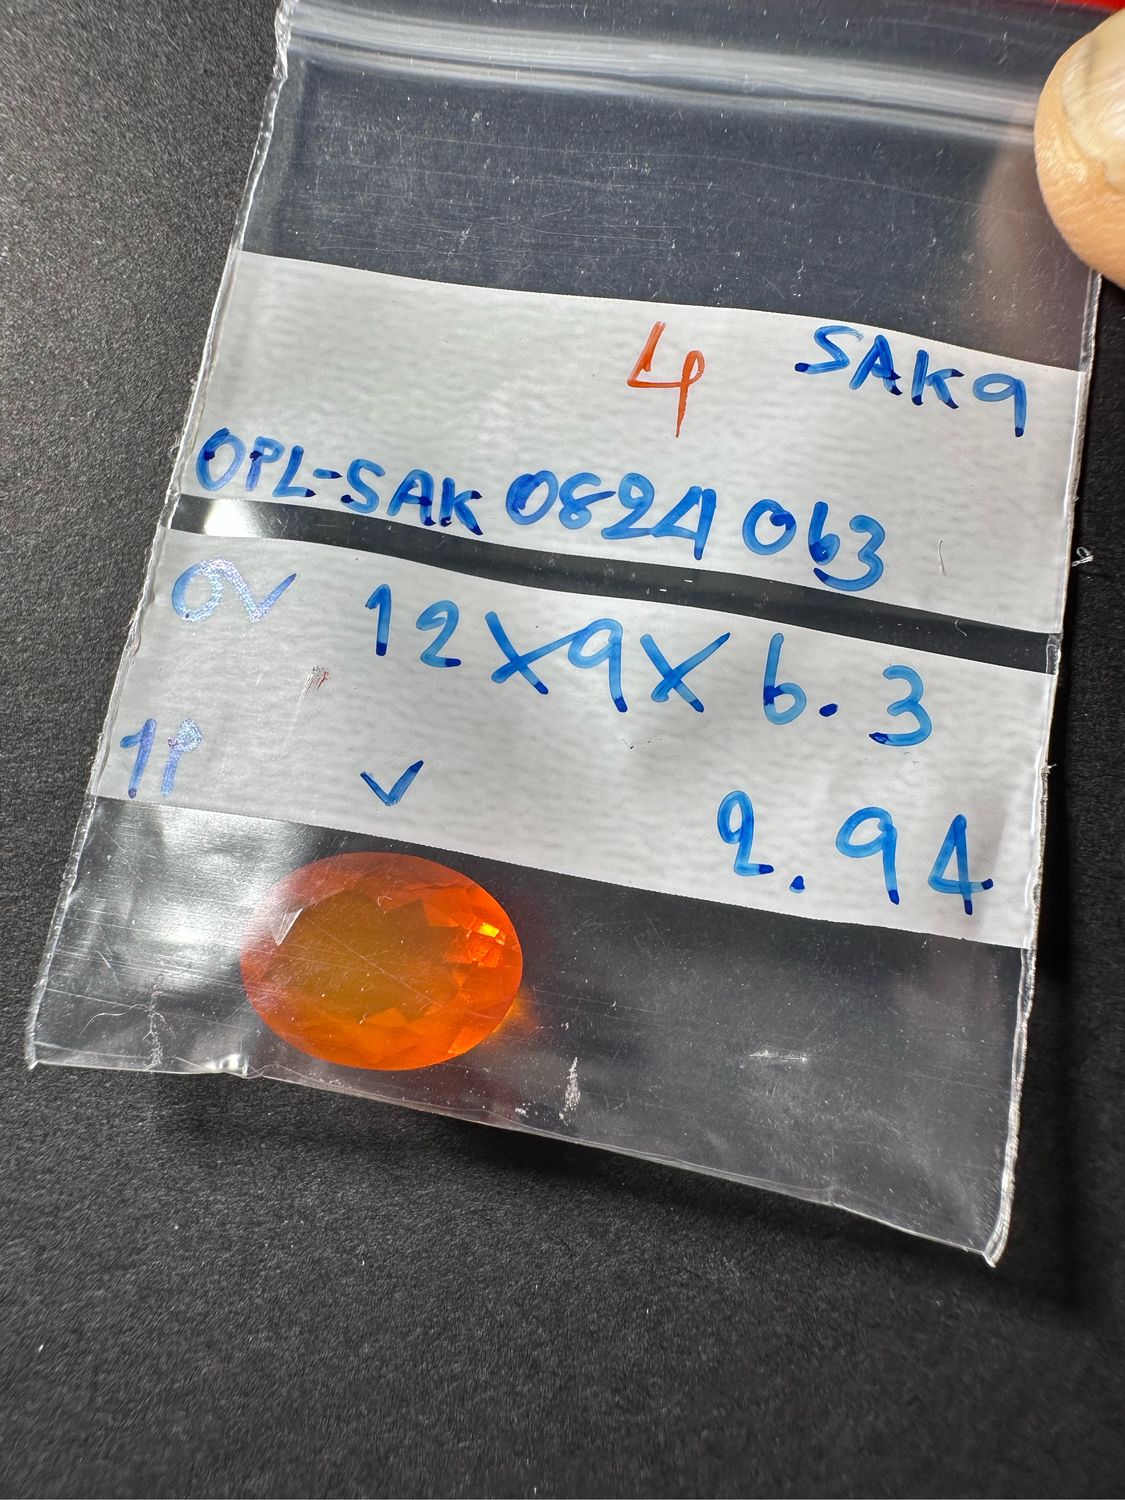 4 SAK9
OPL-SAK 0824 063
OV 12X9X6.3
1P ✓ 2.94